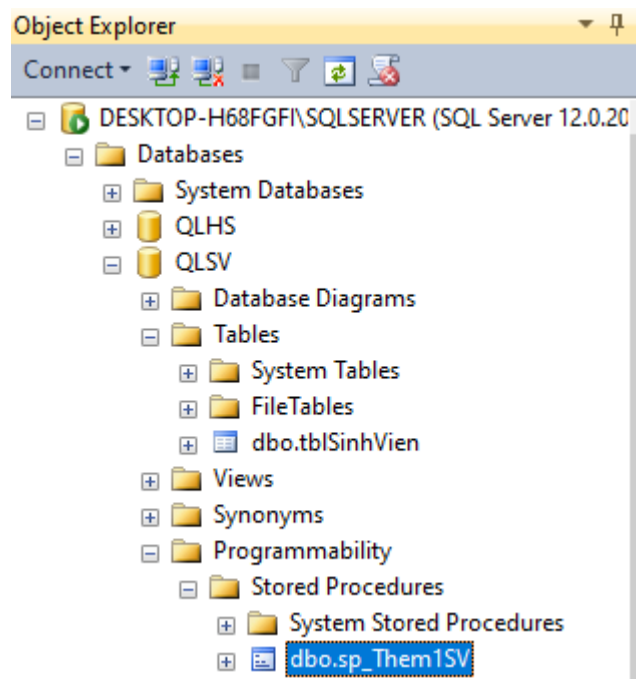 Object Explorer
Connect
DESKTOP-H68FGFI\SQLSERVER (SQL Server 12.0.20
Databases
System Databases
QLHS
QLSV
Database Diagrams
Tables
System Tables
FileTables
dbo.tblSinhVien
Views
Synonyms
Programmability
Stored Procedures
System Stored Procedures
dbo.sp_Them1SV